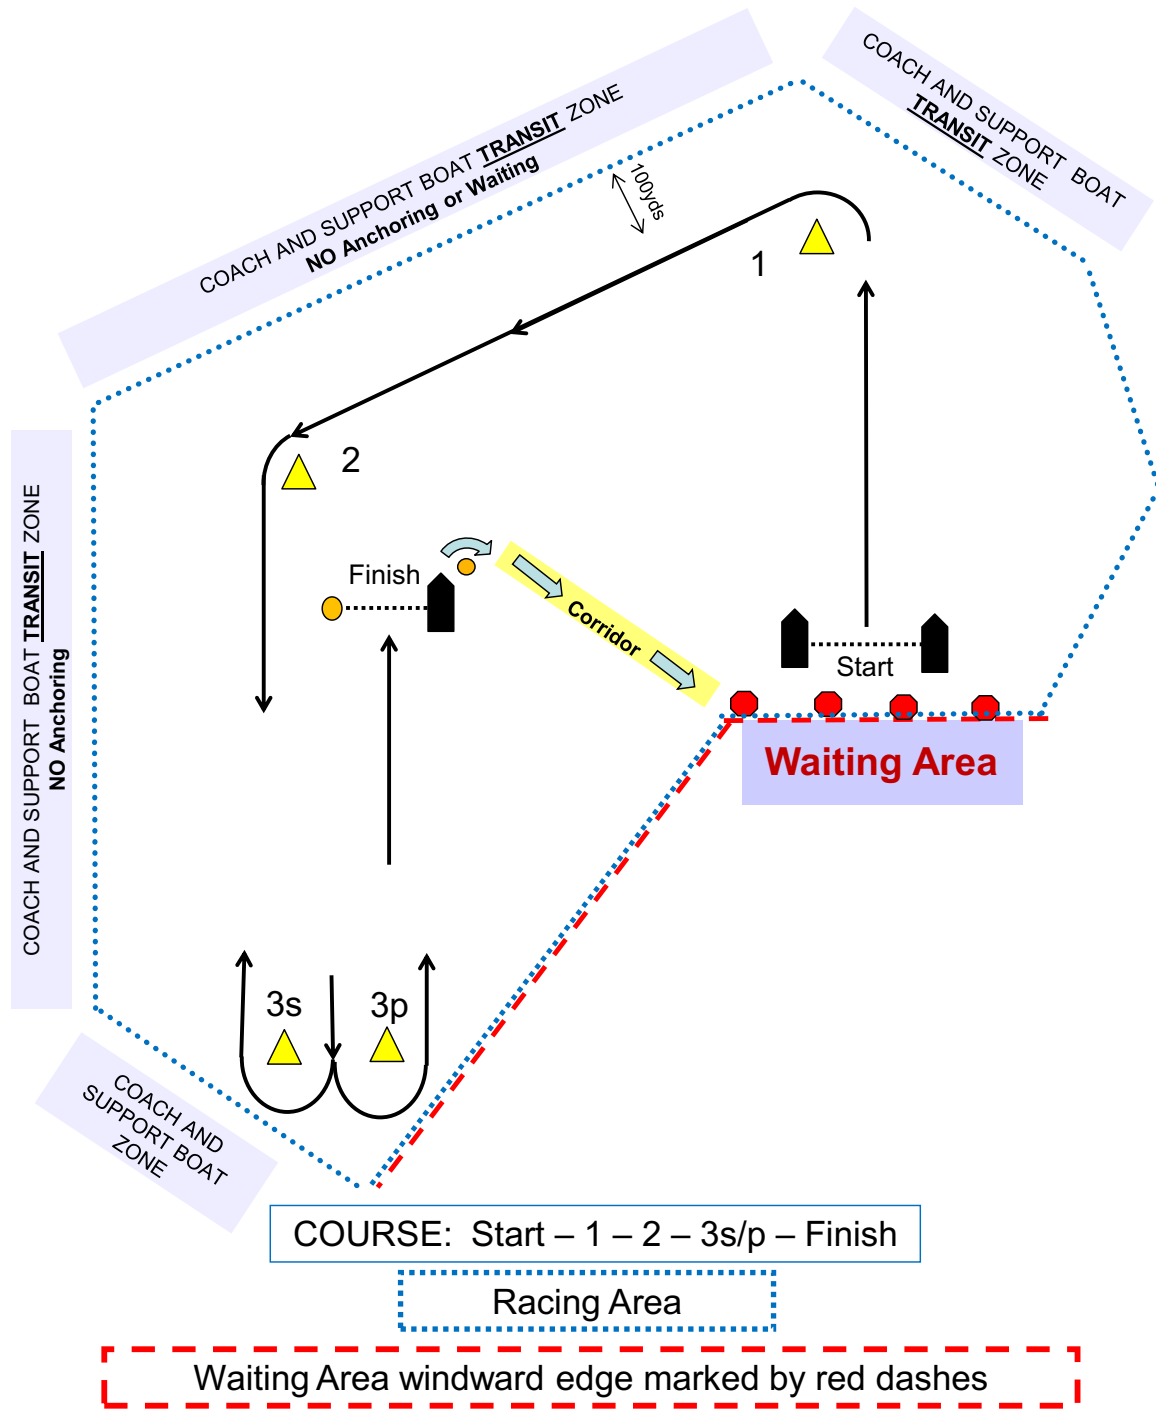 COACH AND SUPPORT BOAT TRANSIT ZONE
NO Anchoring or Waiting
COACH AND SUPPORT BOAT
TRANSIT ZONE
100yds
1
2
COACH AND SUPPORT BOAT TRANSIT ZONE
NO Anchoring
Finish
Corridor
Start
Waiting Area
3s
3p
COACH AND
SUPPORT BOAT
ZONE
COURSE: Start – 1 – 2 – 3s/p – Finish
Racing Area
Waiting Area windward edge marked by red dashes